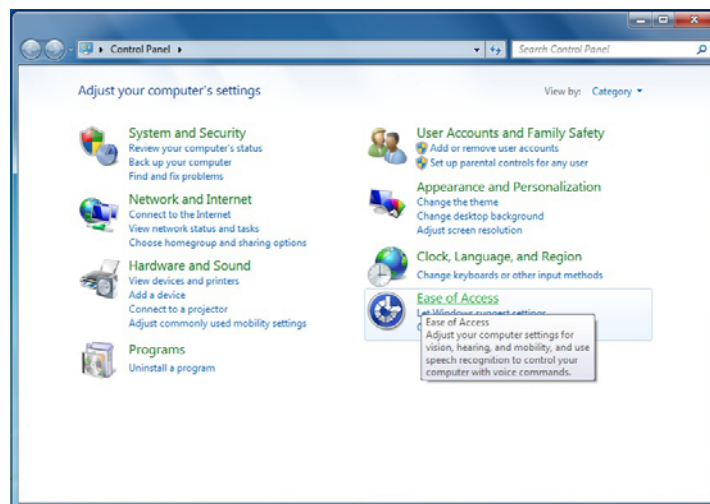 Control Panel
Search Control Panel
Adjust your computer's settings
View by: Category
System and Security
Review your computer's status
Back up your computer
Find and fix problems
Network and Internet
Connect to the Internet
View network status and tasks
Choose homegroup and sharing options
Hardware and Sound
View devices and printers
Add a device
Connect to a projector
Adjust commonly used mobility settings
Programs
Uninstall a program
User Accounts and Family Safety
Add or remove user accounts
Set up parental controls for any user
Appearance and Personalization
Change the theme
Change desktop background
Adjust screen resolution
Clock, Language, and Region
Change keyboards or other input methods
Ease of Access
Let Windows suggest settings
Ease of Access
Adjust your computer settings for
vision, hearing, and mobility, and use
speech recognition to control your
computer with voice commands.